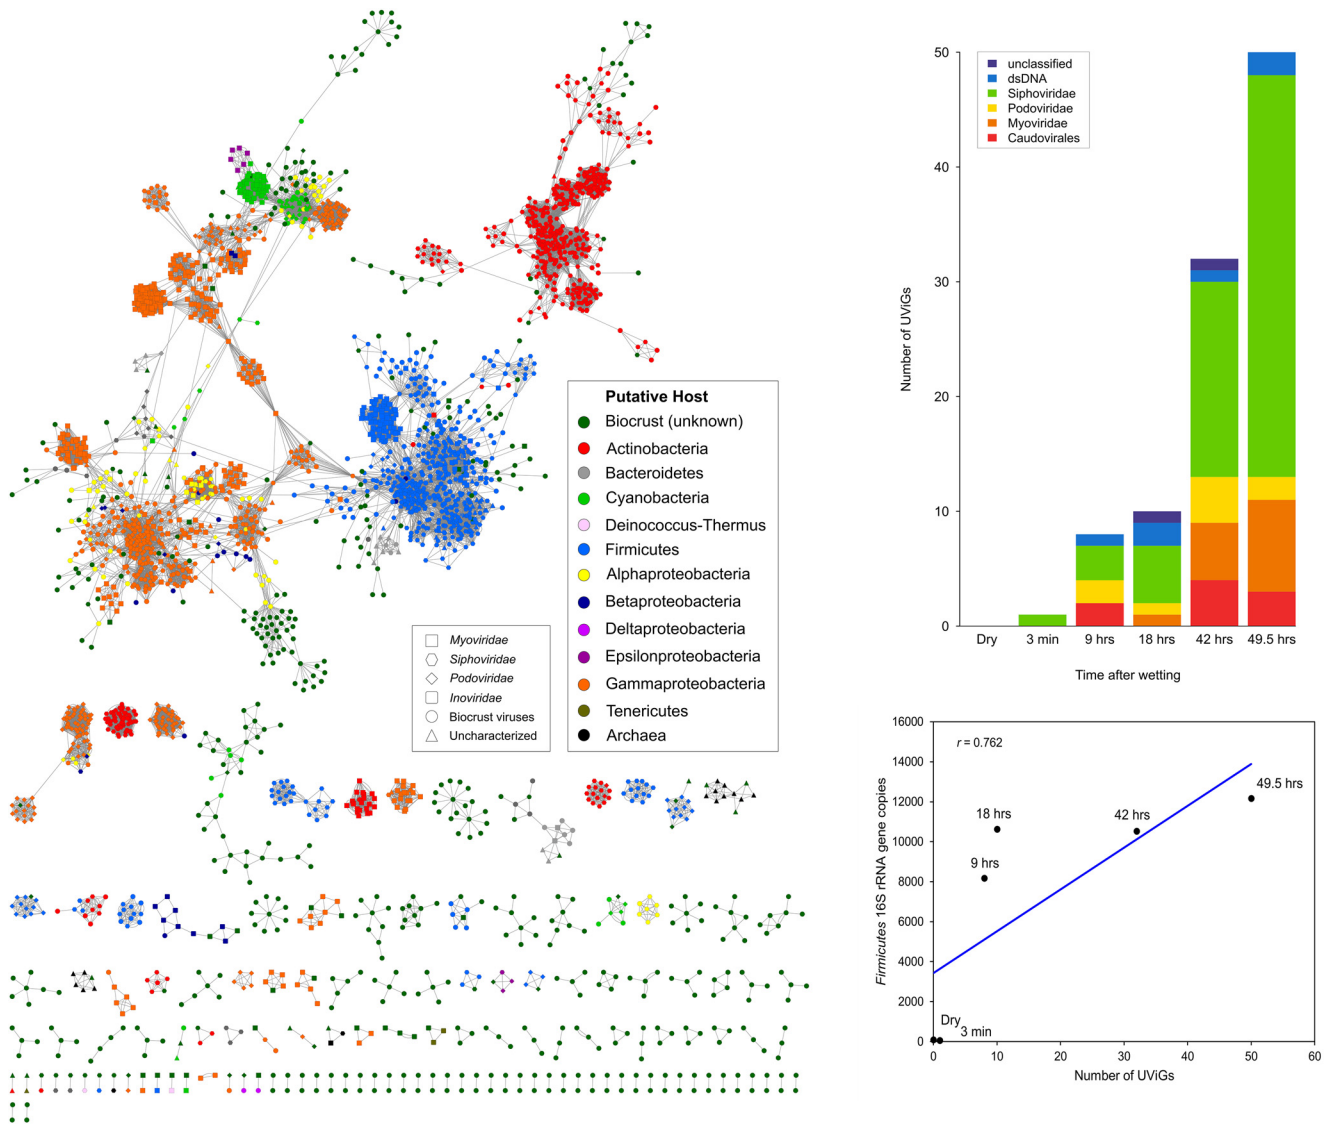 Putative Host
Biocrust (unknown)
Actinobacteria
Bacteroidetes
Cyanobacteria
Deinococcus-Thermus
Firmicutes
Alphaproteobacteria
Betaproteobacteria
Deltaproteobacteria
Epsilonproteobacteria
Gammaproteobacteria
Tenericutes
Archaea
Myoviridae
Siphoviridae
Podoviridae
Inoviridae
Biocrust viruses
Uncharacterized
unclassified
dsDNA
Siphoviridae
Podoviridae
Myoviridae
Caudovirales
Number of UViGs
50
40
30
20
10
0
Dry 3 min 9 hrs 18 hrs 42 hrs 49.5 hrs
Time after wetting
Firmicutes 16S rRNA gene copies
16000
14000
12000
10000
8000
6000
4000
2000
0
r = 0.762
49.5 hrs
18 hrs
42 hrs
9 hrs
Dry
3 min
0 10 20 30 40 50 60
Number of UViGs